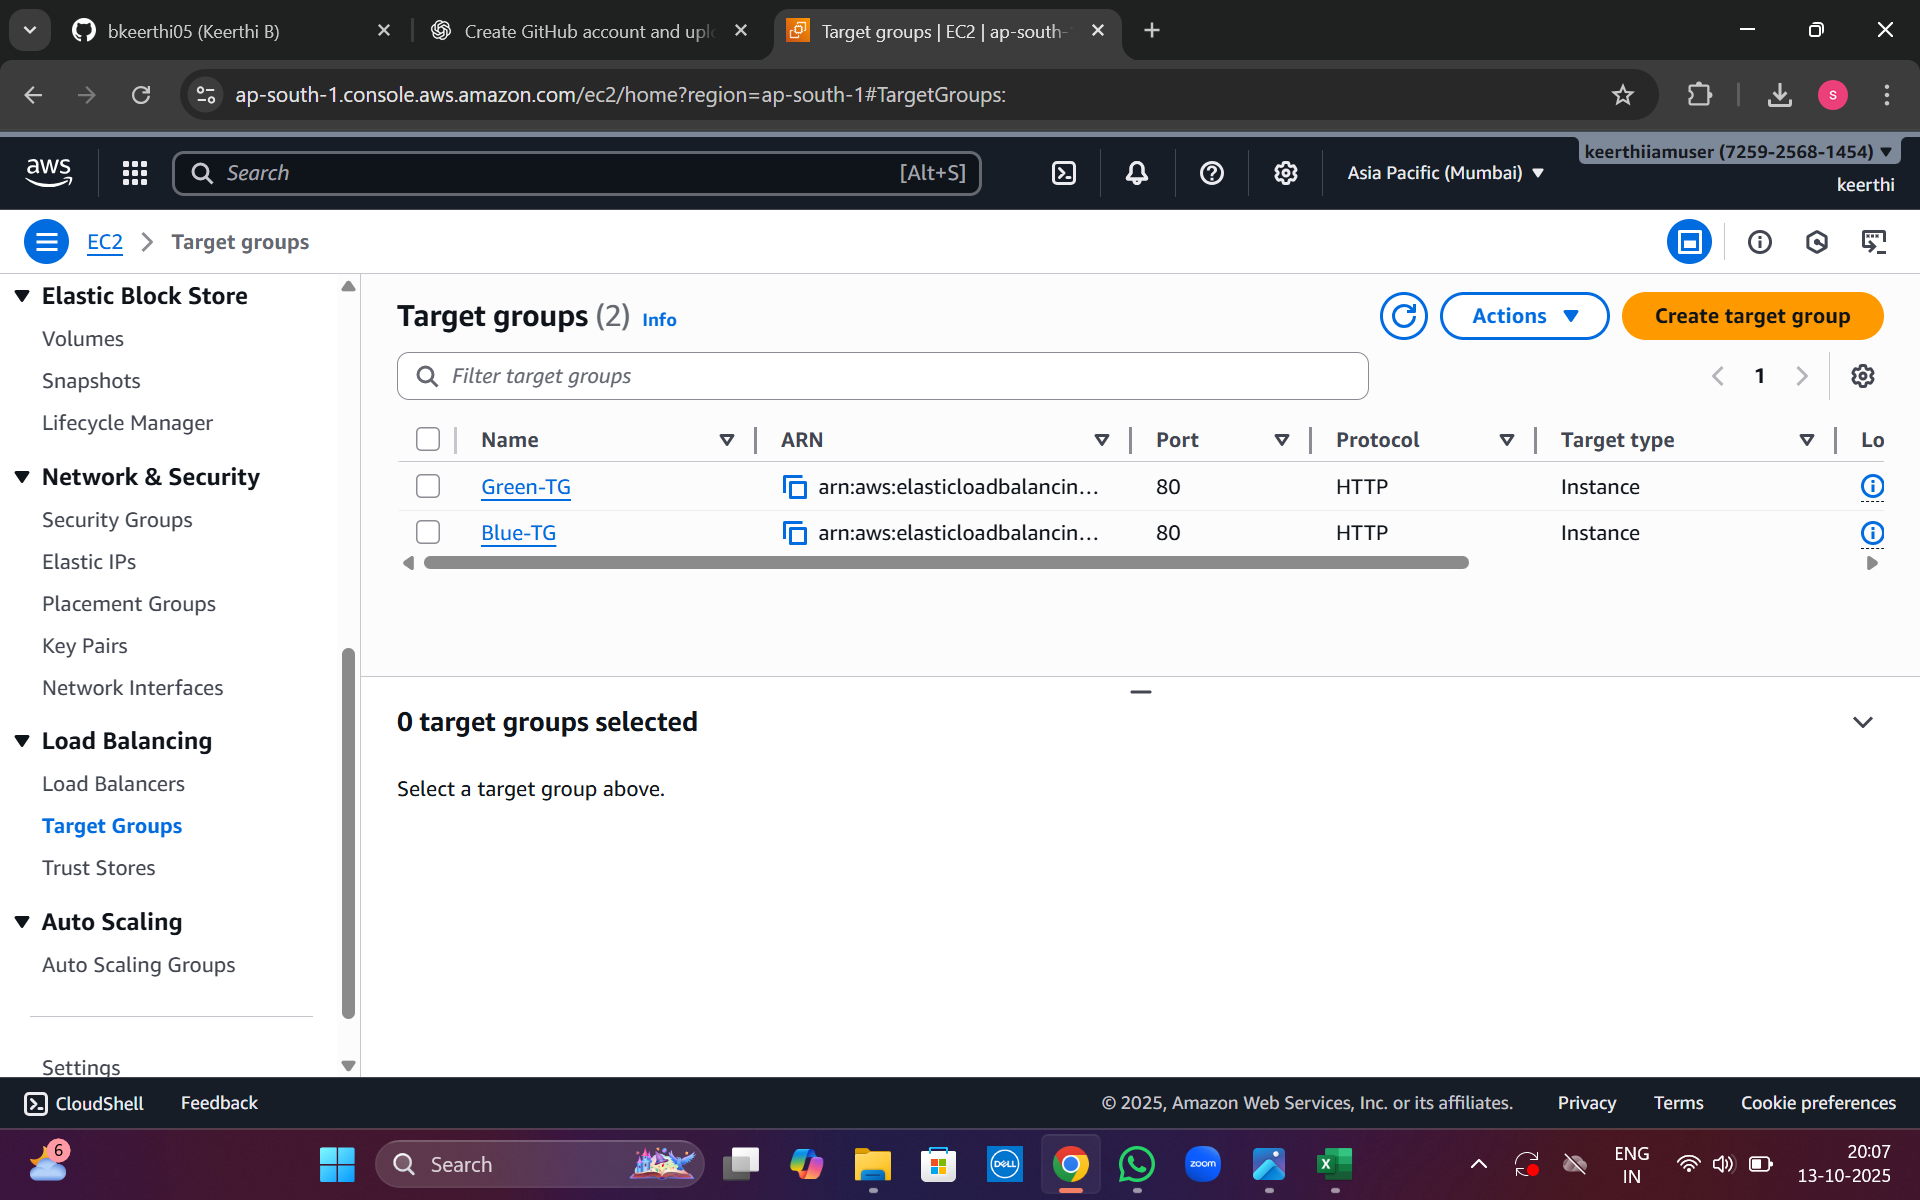 bkeerthi05 (Keerthi B)
Create GitHub account and upl
Target groups | EC2 | ap-south-
ap-south-1.console.aws.amazon.com/ec2/home?region=ap-south-1#TargetGroups:
S
aws
Search
[Alt+S]
Asia Pacific (Mumbai)
keerthiiamuser (7259-2568-1454)
keerthi
EC2
Target groups
Elastic Block Store
Volumes
Snapshots
Lifecycle Manager
Network & Security
Security Groups
Elastic IPs
Placement Groups
Key Pairs
Network Interfaces
Load Balancing
Load Balancers
Target Groups
Trust Stores
Auto Scaling
Auto Scaling Groups
Settings
Target groups (2) Info
Actions
Create target group
Filter target groups
1
Name ARN Port Protocol Target type Lo
Green-TG arn:aws:elasticloadbalancin... 80 HTTP Instance
Blue-TG arn:aws:elasticloadbalancin... 80 HTTP Instance
0 target groups selected
Select a target group above.
CloudShell
Feedback
© 2025, Amazon Web Services, Inc. or its affiliates.
Privacy
Terms
Cookie preferences
6
Search
DELL
zoom
X
ENG
IN
20:07
13-10-2025